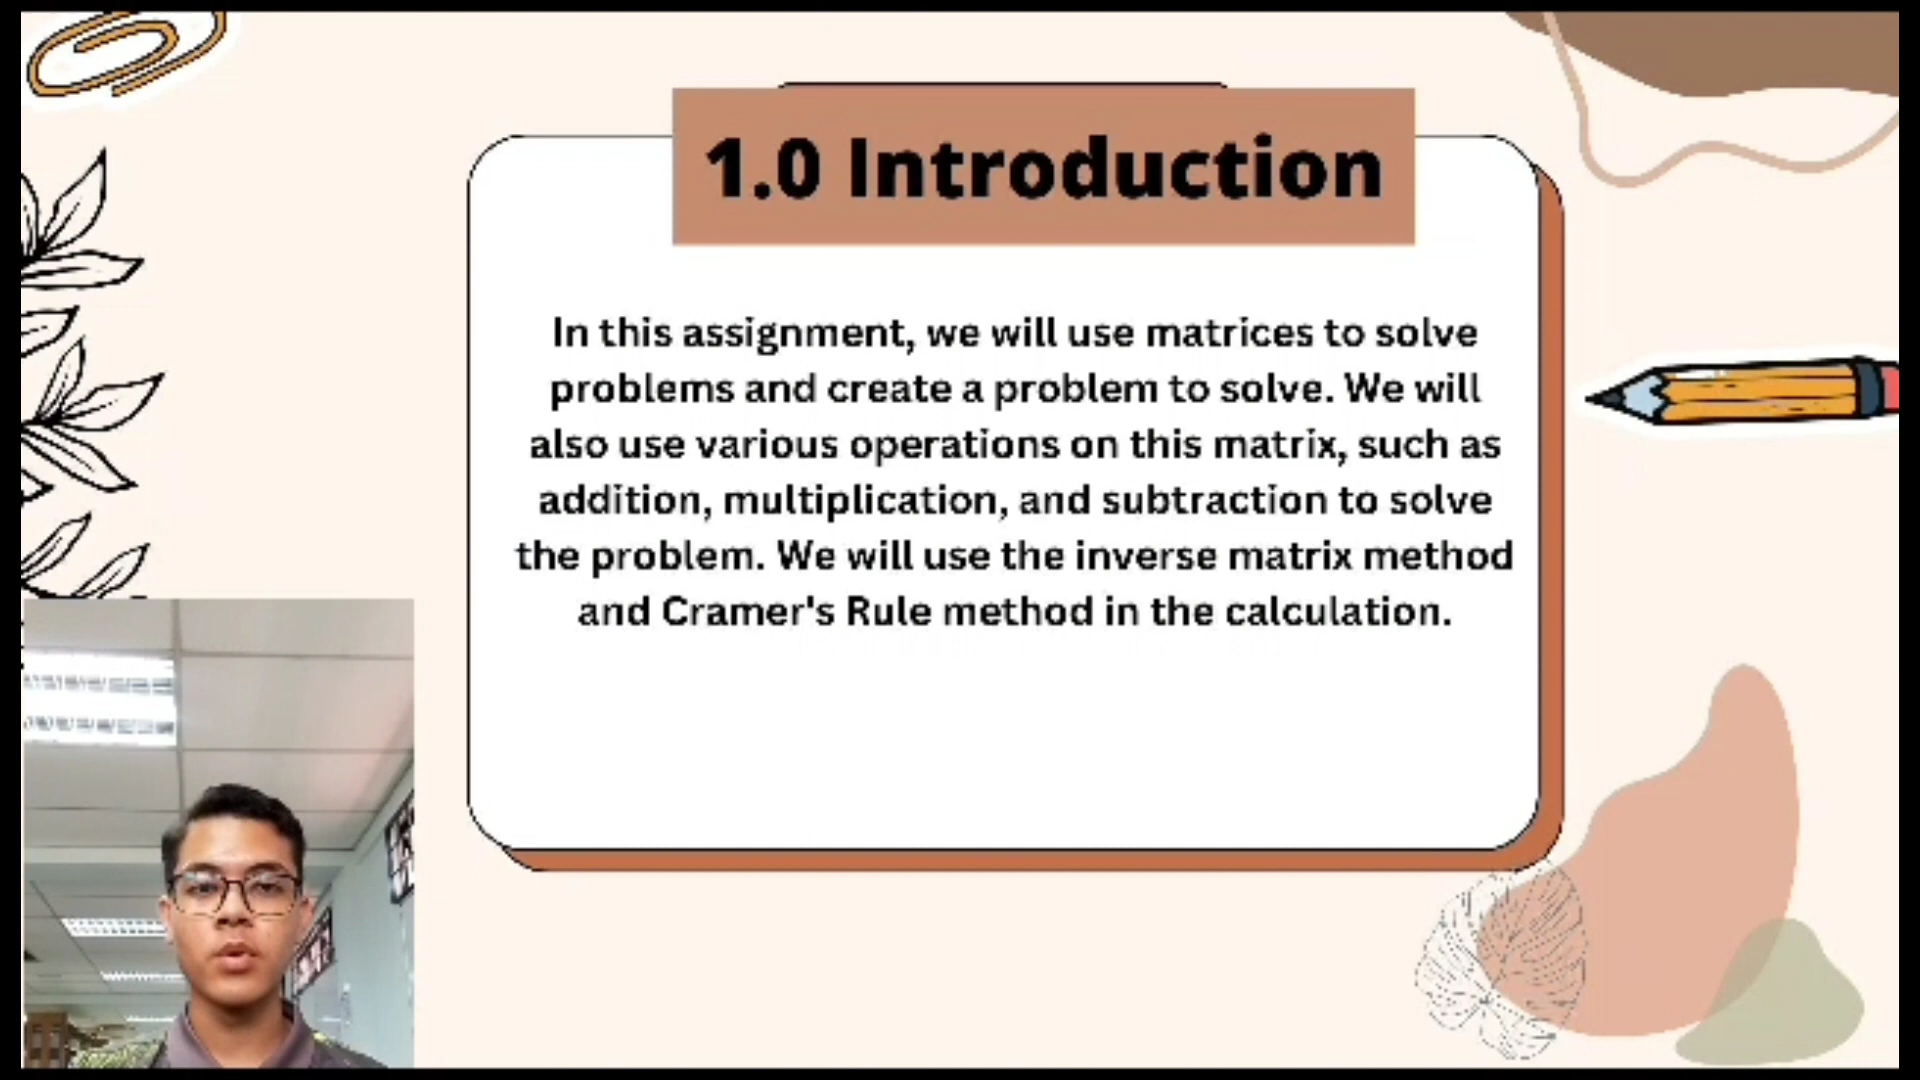 1.0 Introduction
In this assignment, we will use matrices to solve
problems and create a problem to solve. We will
also use various operations on this matrix, such as
addition, multiplication, and subtraction to solve
the problem. We will use the inverse matrix method
and Cramer's Rule method in the calculation.